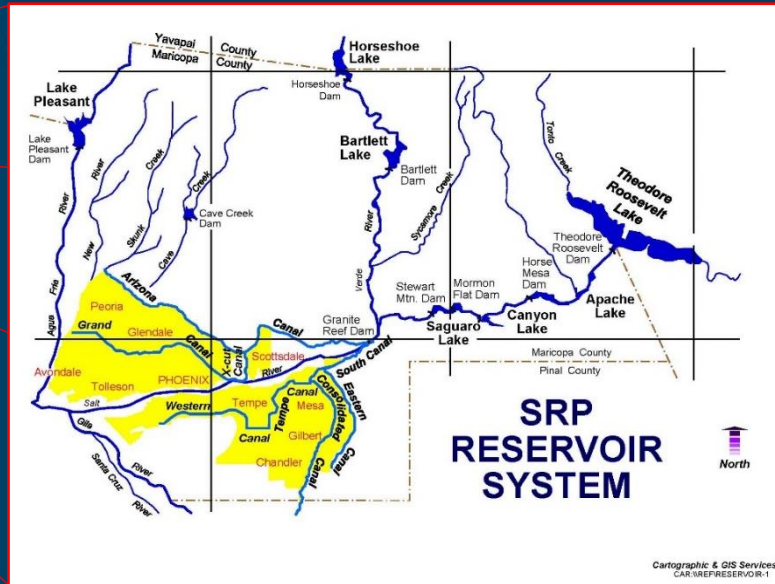 Yavapai County
Maricopa County
Horseshoe
Lake
Horseshoe
Dam
Lake
Pleasant
Lake
Pleasant
Dam
Bartlett
Lake
Bartlett
Dam
Tonto
Creek
Theodore
Roosevelt
Lake
Theodore
Roosevelt
Dam
River
New
River
Skunk
Creek
Cave
Creek
Cave Creek
Dam
Agua Fria
River
Verde
River
Sycamore
Creek
Stewart
Mtn. Dam
Mormon
Flat Dam
Horse
Mesa
Dam
Apache
Lake
Canyon
Lake
Saguaro
Lake
Granite
Reef Dam
Arizona
Canal
Peoria
Grand
Canal
Glendale
X-cut
Canal
Scottsdale
South Canal
Maricopa County
Pinal County
Avondale
Tolleson
PHOENIX
Salt
River
Western
Canal
Tempe
Tempe
Canal
Mesa
Consolidated
Canal
Eastern
Canal
Gilbert
Chandler
Gila
River
Santa Cruz
River
SRP
RESERVOIR
SYSTEM
North
Cartographic & GIS Services
CAR:\\REF\RESERVOIR-1